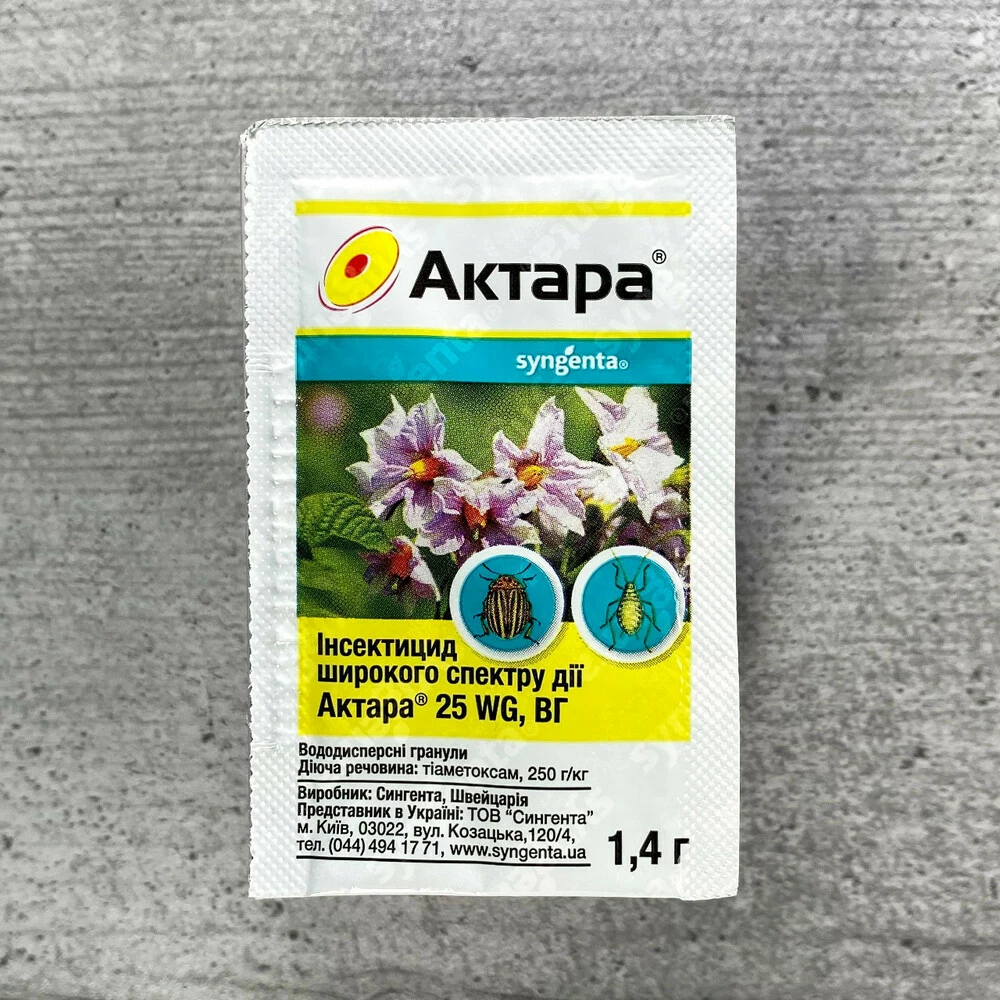 Актара®
syngenta®
Інсектицид
широкого спектру дії
Актара® 25 WG, ВГ
Вододисперсні гранули
Діюча речовина: тіаметоксам, 250 г/кг
Виробник: Сингента, Швейцарія
Представник в Україні: ТОВ "Сингента"
м. Київ, 03022, вул. Козацька,120/4,
тел. (044) 494 17 71, www.syngenta.ua
1,4 г